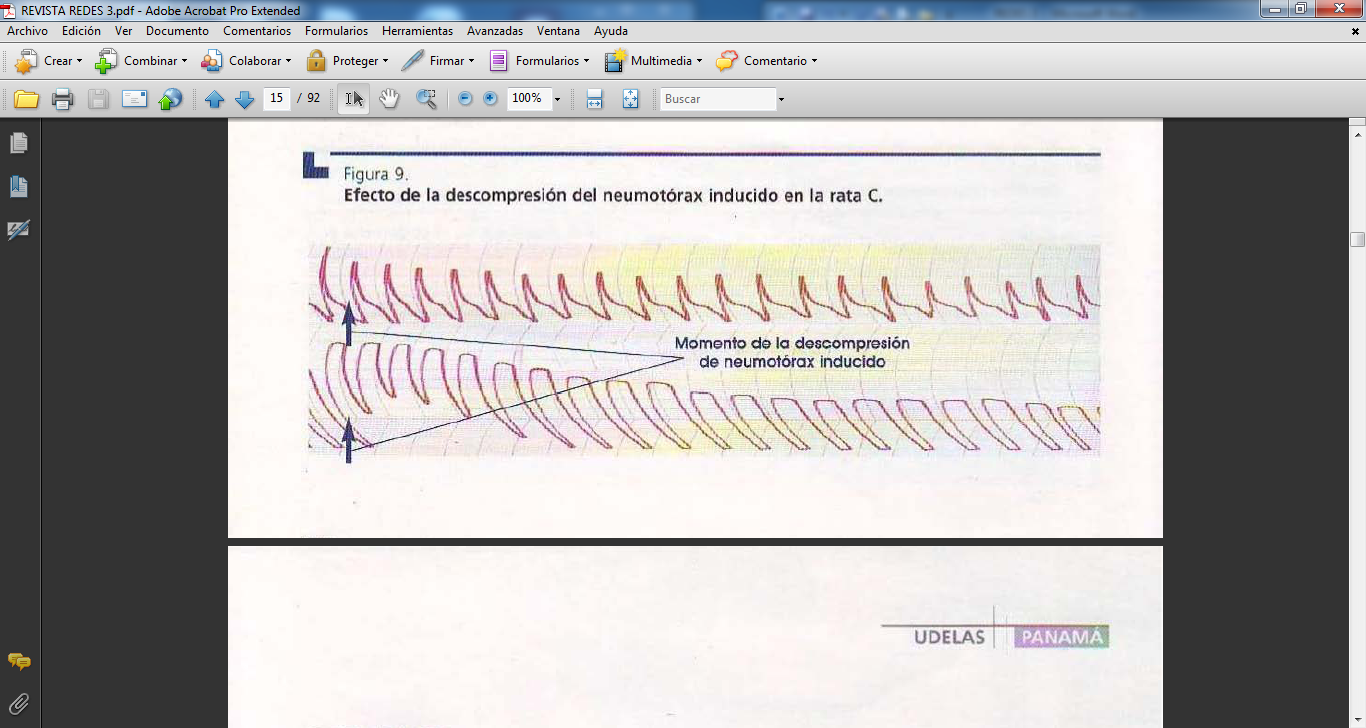 REVISTA REDES 3.pdf - Adobe Acrobat Pro Extended
Archivo Edición Ver Documento Comentarios Formularios Herramientas Avanzadas Ventana Ayuda
Crear Combinar Colaborar Proteger Firmar Formularios Multimedia Comentario
15 / 92 100% Buscar
Figura 9.
Efecto de la descompresión del neumotórax inducido en la rata C.
Momento de la descompresión
de neumotórax inducido
UDELAS PANAMÁ